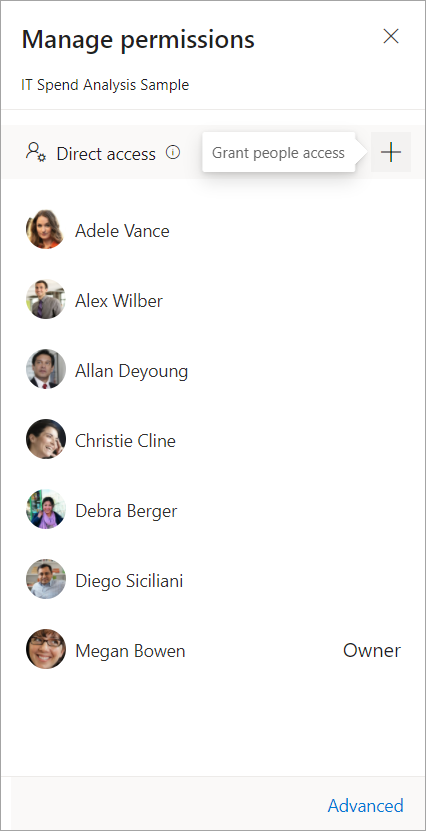 Manage permissions
IT Spend Analysis Sample
Direct access Grant people access
Adele Vance
Alex Wilber
Allan Deyoung
Christie Cline
Debra Berger
Diego Siciliani
Megan Bowen Owner
Advanced